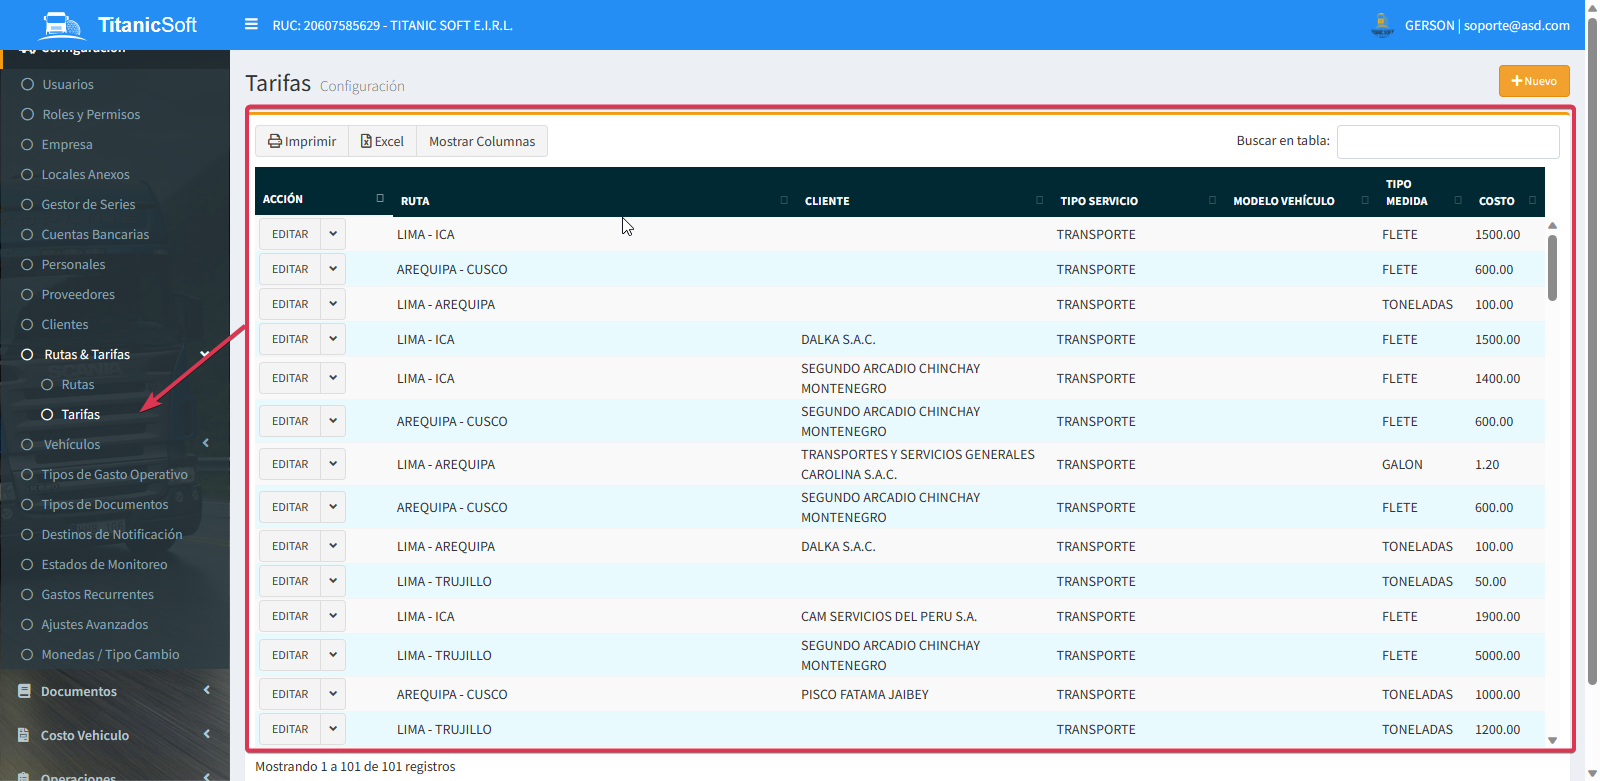 TitanicSoft
RUC: 20607585629 - TITANIC SOFT E.I.R.L.
GERSON | soporte@asd.com
Configuración
Usuarios
Roles y Permisos
Empresa
Locales Anexos
Gestor de Series
Cuentas Bancarias
Personales
Proveedores
Clientes
Rutas & Tarifas
Rutas
Tarifas
Vehículos
Tipos de Gasto Operativo
Tipos de Documentos
Destinos de Notificación
Estados de Monitoreo
Gastos Recurrentes
Ajustes Avanzados
Monedas / Tipo Cambio
Documentos
Costo Vehiculo
Operaciones
Tarifas Configuración
Nuevo
Imprimir Excel Mostrar Columnas
Buscar en tabla:
ACCIÓN RUTA CLIENTE TIPO SERVICIO MODELO VEHÍCULO TIPO MEDIDA COSTO
EDITAR LIMA - ICA TRANSPORTE FLETE 1500.00
EDITAR AREQUIPA - CUSCO TRANSPORTE FLETE 600.00
EDITAR LIMA - AREQUIPA TRANSPORTE TONELADAS 100.00
EDITAR LIMA - ICA DALKA S.A.C. TRANSPORTE FLETE 1500.00
EDITAR LIMA - ICA SEGUNDO ARCADIO CHINCHAY MONTENEGRO TRANSPORTE FLETE 1400.00
EDITAR AREQUIPA - CUSCO SEGUNDO ARCADIO CHINCHAY MONTENEGRO TRANSPORTE FLETE 600.00
EDITAR LIMA - AREQUIPA TRANSPORTES Y SERVICIOS GENERALES CAROLINA S.A.C. TRANSPORTE GALON 1.20
EDITAR AREQUIPA - CUSCO SEGUNDO ARCADIO CHINCHAY MONTENEGRO TRANSPORTE FLETE 600.00
EDITAR LIMA - AREQUIPA DALKA S.A.C. TRANSPORTE TONELADAS 100.00
EDITAR LIMA - TRUJILLO TRANSPORTE TONELADAS 50.00
EDITAR LIMA - ICA CAM SERVICIOS DEL PERU S.A. TRANSPORTE FLETE 1900.00
EDITAR LIMA - TRUJILLO SEGUNDO ARCADIO CHINCHAY MONTENEGRO TRANSPORTE FLETE 5000.00
EDITAR AREQUIPA - CUSCO PISCO FATAMA JAIBEY TRANSPORTE TONELADAS 1000.00
EDITAR LIMA - TRUJILLO TRANSPORTE TONELADAS 1200.00
Mostrando 1 a 101 de 101 registros